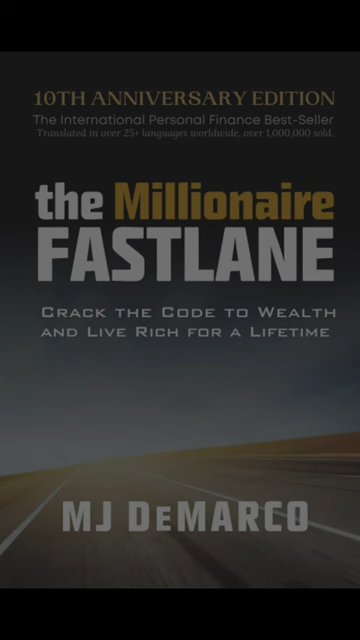 10TH ANNIVERSARY EDITION
The International Personal Finance Best-Seller
Translated in over 25+ languages worldwide, over 1,000,000 sold.
the Millionaire
FASTLANE
CRACK THE CODE TO WEALTH
AND LIVE RICH FOR A LIFETIME
MJ DEMARCO